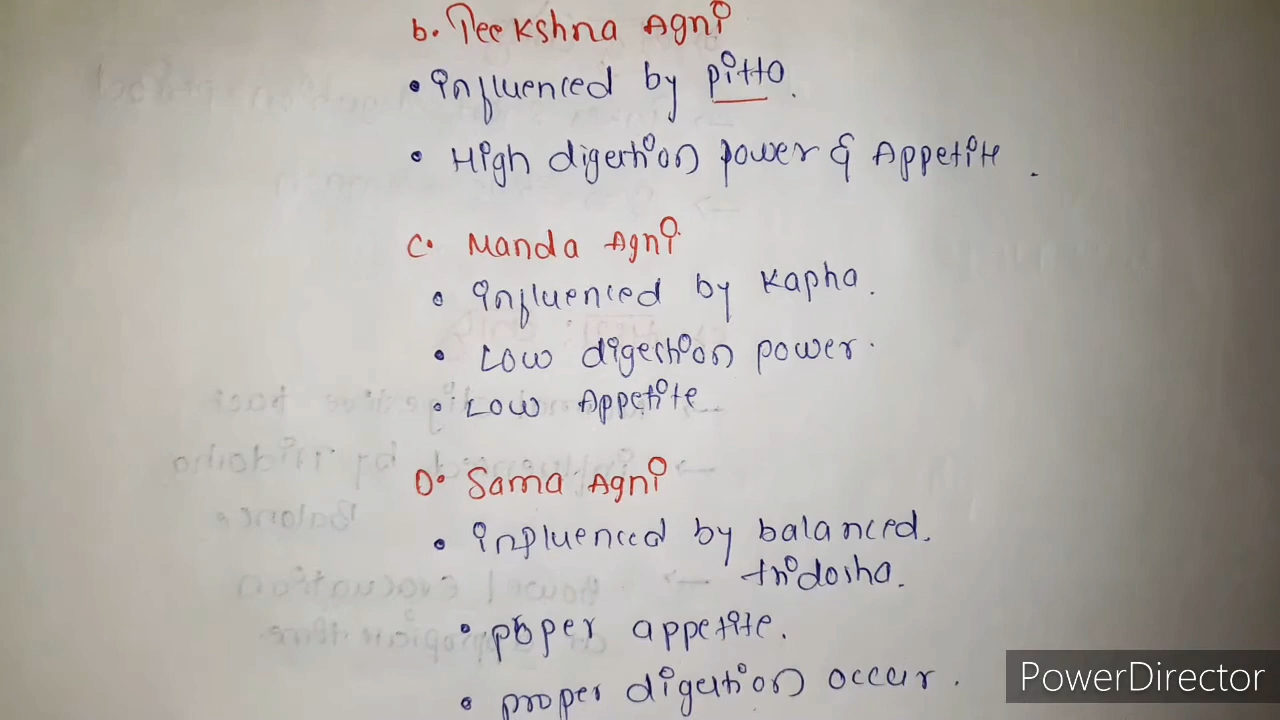 b. Teekshna Agni
• influenced by pitta.
• High digestion power & Appetite.
C. Manda Agni
• influenced by Kapha.
• Low digestion power.
• Low Appetite
D. Sama Agni
• influenced by balanced.
tridosha.
• proper appetite.
• proper digestion occur.
PowerDirector